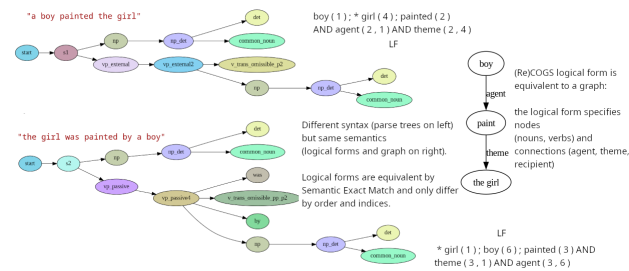 "a boy painted the girl"
start
s1
np
np_det
det
common_noun
vp_external
vp_external2
v_trans_omissible_p2
np
np_det
det
common_noun
boy ( 1 ) ; * girl ( 4 ) ; painted ( 2 )
AND agent ( 2 , 1 ) AND theme ( 2 , 4 )
LF
boy
agent
paint
theme
the girl
(Re)COGS logical form is
equivalent to a graph:
the logical form specifies
nodes
(nouns, verbs) and
connections (agent, theme,
recipient)
"the girl was painted by a boy"
start
s2
np
np_det
det
common_noun
vp_passive
vp_passive4
was
v_trans_omissible_pp_p2
by
np
np_det
det
common_noun
Different syntax (parse trees on left)
but same semantics
(logical forms and graph on right).
Logical forms are equivalent by
Semantic Exact Match and only differ
by order and indices.
LF
* girl ( 1 ) ; boy ( 6 ) ; painted ( 3 ) AND
theme ( 3 , 1 ) AND agent ( 3 , 6 )